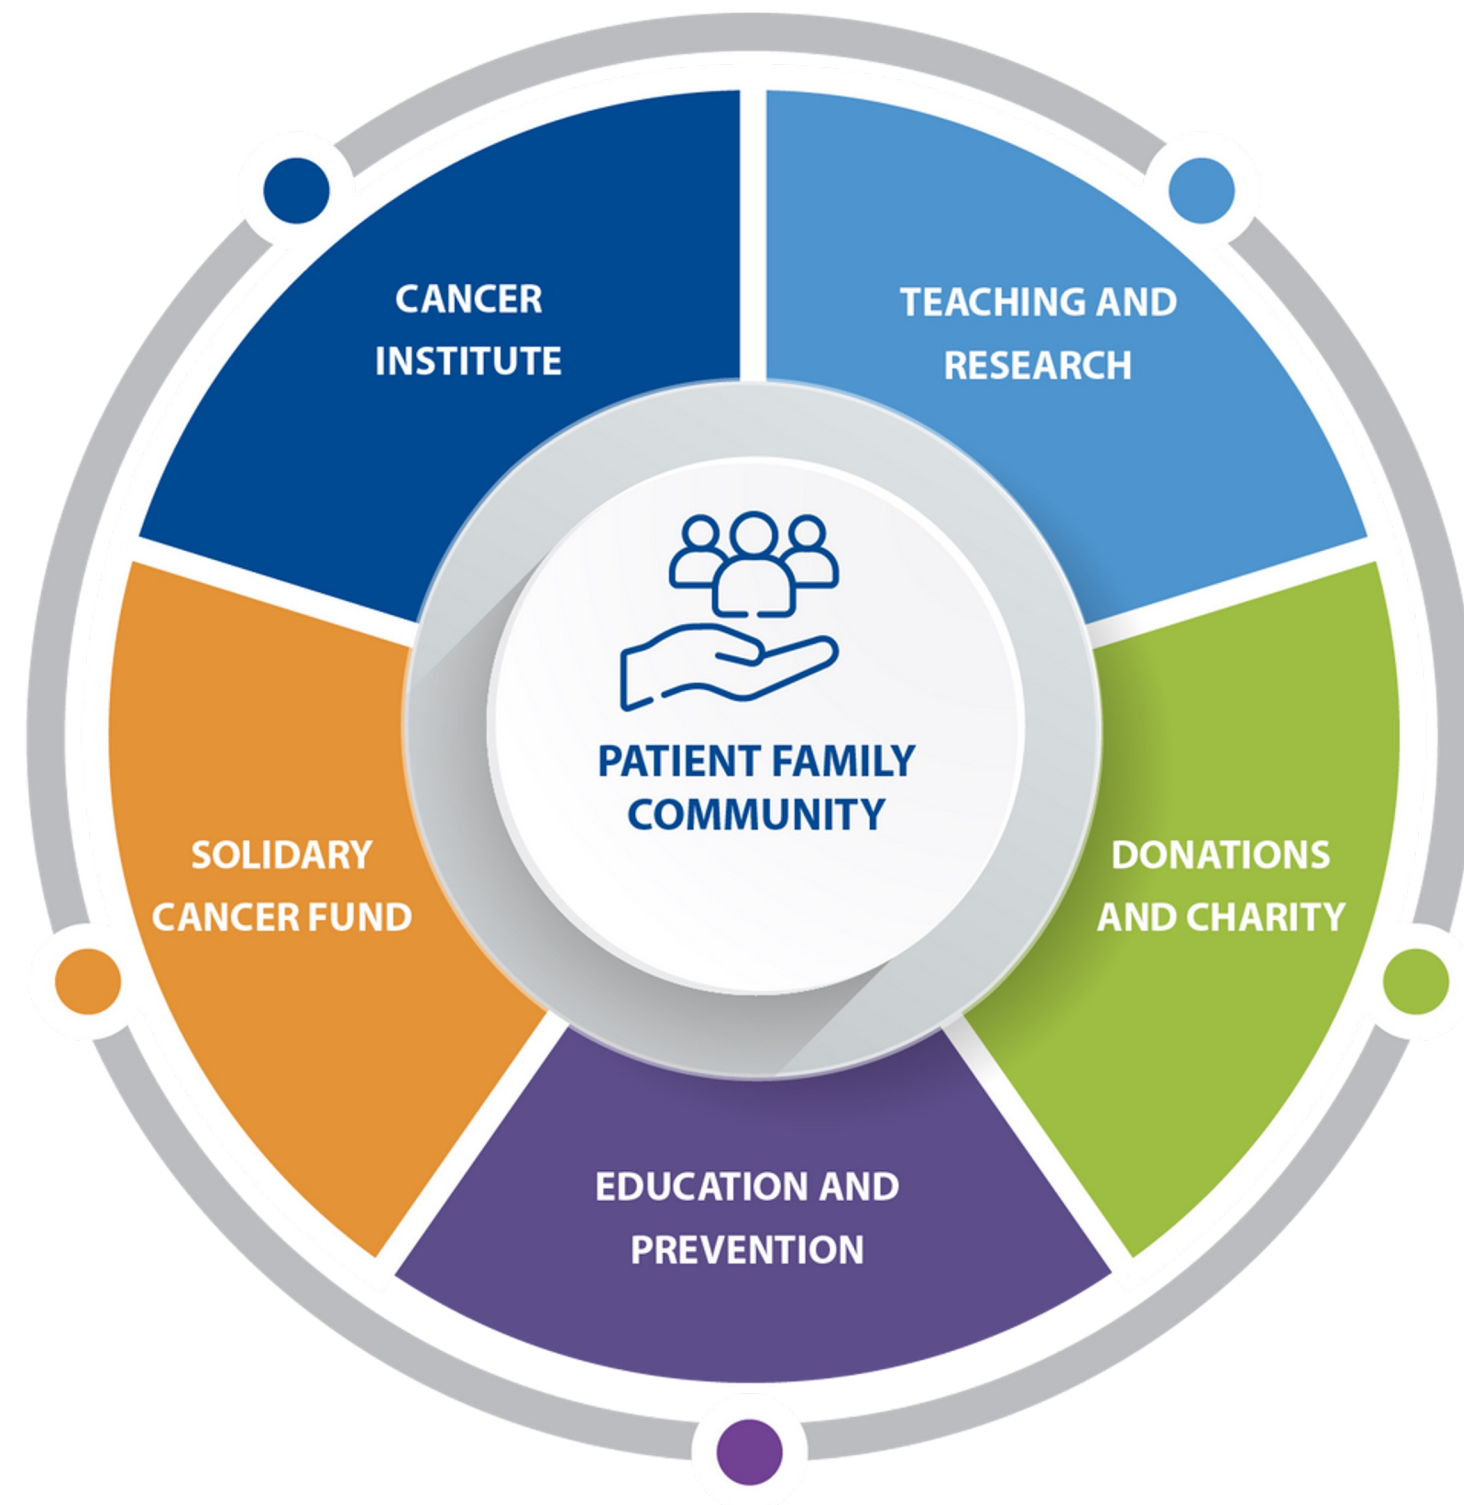 CANCER
INSTITUTE
TEACHING AND
RESEARCH
PATIENT FAMILY
COMMUNITY
SOLIDARY
CANCER FUND
DONATIONS
AND CHARITY
EDUCATION AND
PREVENTION